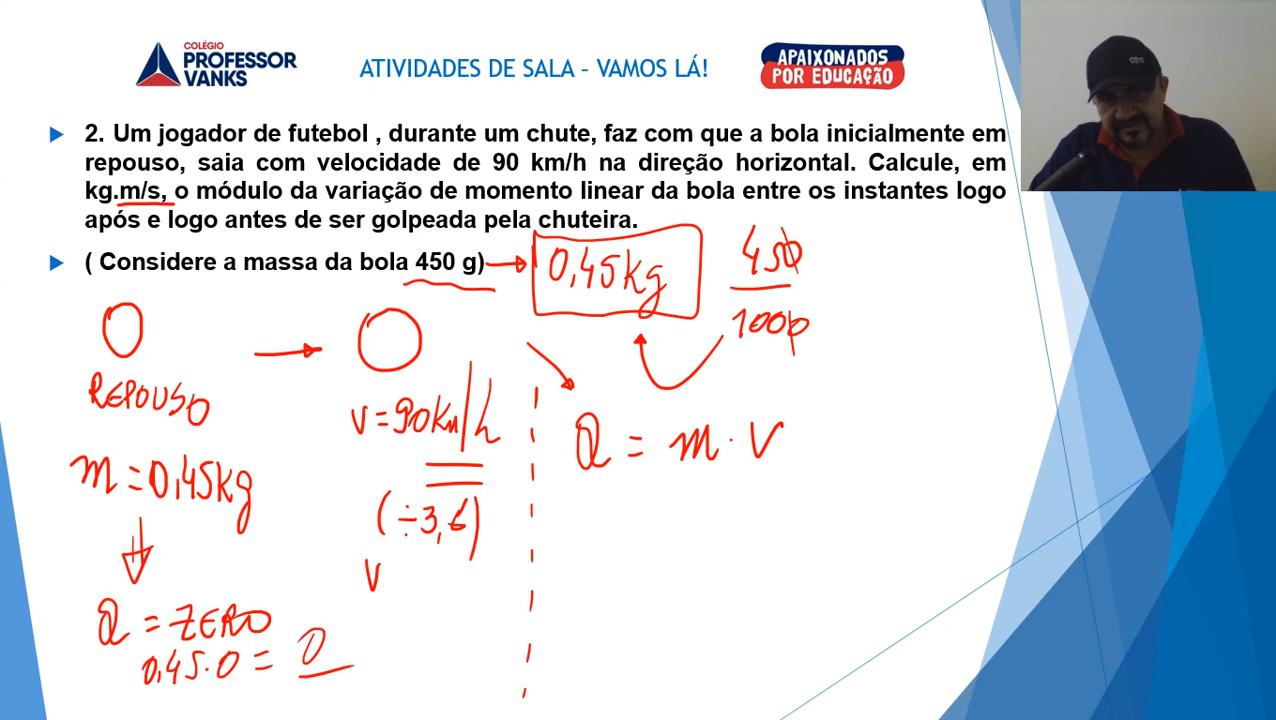 COLÉGIO
PROFESSOR
VANKS
ATIVIDADES DE SALA – VAMOS LÁ!
APAIXONADOS
POR EDUCAÇÃO
2. Um jogador de futebol , durante um chute, faz com que a bola inicialmente em
repouso, saia com velocidade de 90 km/h na direção horizontal. Calcule, em
kg.m/s, o módulo da variação de momento linear da bola entre os instantes logo
após e logo antes de ser golpeada pela chuteira.
( Considere a massa da bola 450 g)
0,45kg
450
1000
REPOUSO
V = 90km/h
Q = m · V
m = 0,45kg
(÷3,6)
V
Q = ZERO
0,45·0 = 0